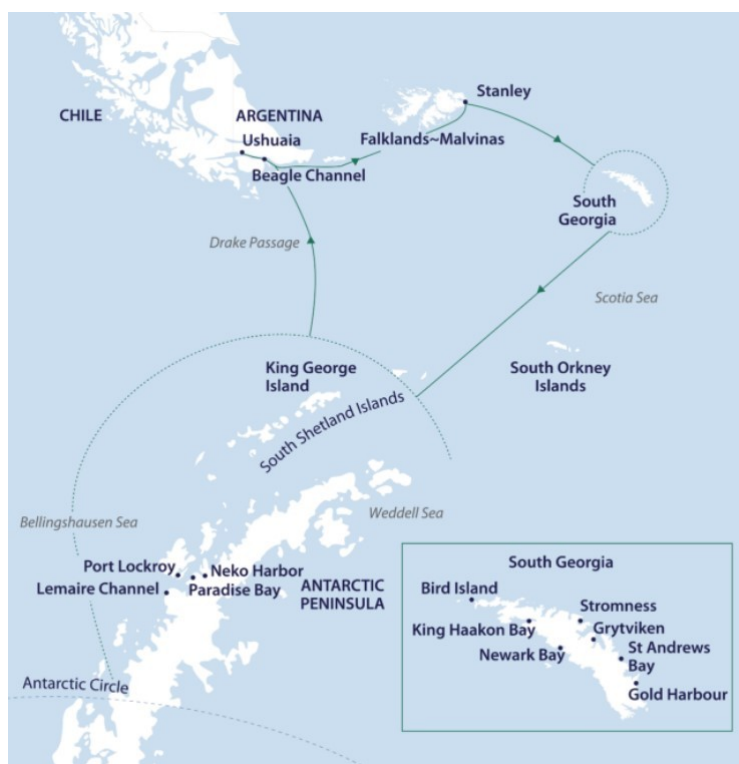 Stanley
CHILE
ARGENTINA
Ushuaia
Falklands~Malvinas
Beagle Channel
South
Georgia
Drake Passage
Scotia Sea
King George
Island
South Orkney
Islands
South Shetland Islands
Bellingshausen Sea
Weddell Sea
Port Lockroy
Neko Harbor
Lemaire Channel
Paradise Bay
ANTARCTIC
PENINSULA
Antarctic Circle
South Georgia
Bird Island
Stromness
King Haakon Bay
Grytviken
Newark Bay
St Andrews
Bay
Gold Harbour